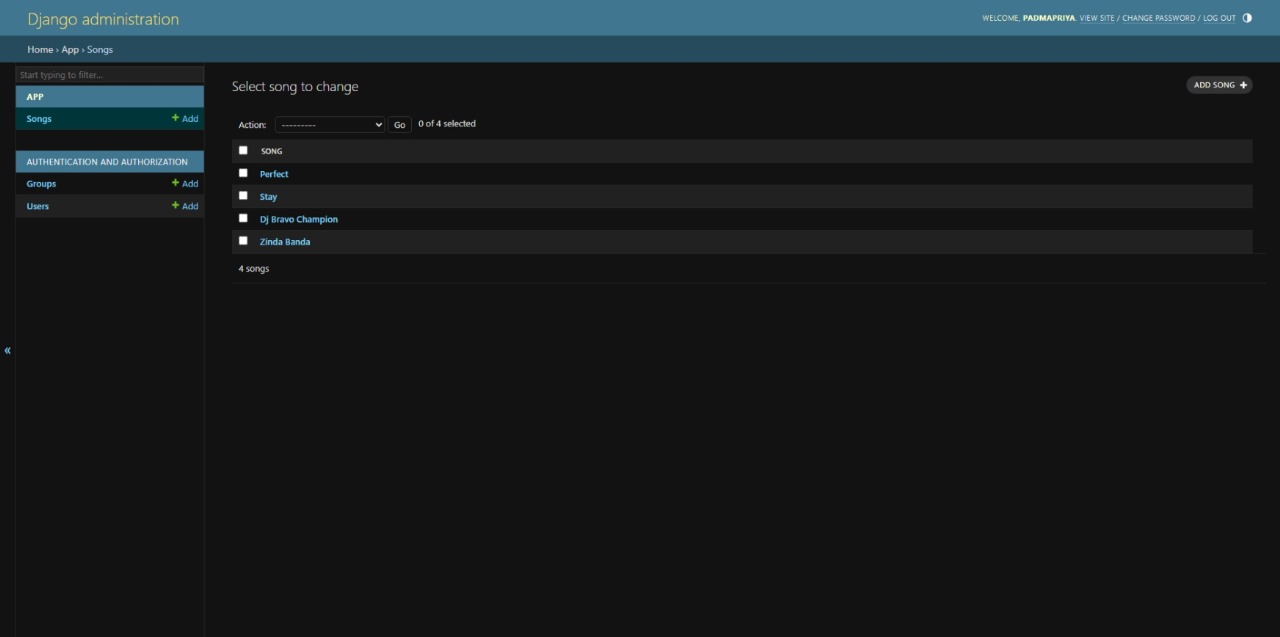 Django administration
WELCOME, PADMAPRIYA. VIEW SITE / CHANGE PASSWORD / LOG OUT
Home › App › Songs
Start typing to filter...
APP
Songs + Add
AUTHENTICATION AND AUTHORIZATION
Groups + Add
Users + Add
«
Select song to change
ADD SONG +
Action: --------- Go 0 of 4 selected
SONG
Perfect
Stay
Dj Bravo Champion
Zinda Banda
4 songs